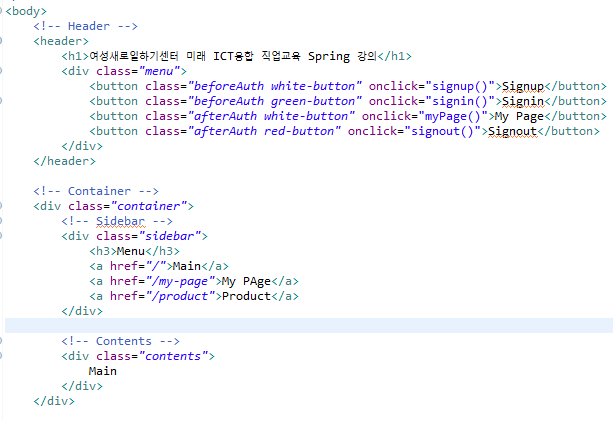 <body>
<!-- Header -->
<header>
<h1>여성새로일하기센터 미래 ICT융합 직업교육 Spring 강의</h1>
<div class="menu">
<button class="beforeAuth white-button" onclick="signup()">Signup</button>
<button class="beforeAuth green-button" onclick="signin()">Signin</button>
<button class="afterAuth white-button" onclick="myPage()">My Page</button>
<button class="afterAuth red-button" onclick="signout()">Signout</button>
</div>
</header>
<!-- Container -->
<div class="container">
<!-- Sidebar -->
<div class="sidebar">
<h3>Menu</h3>
<a href="/">Main</a>
<a href="/my-page">My PAge</a>
<a href="/product">Product</a>
</div>
<!-- Contents -->
<div class="contents">
Main
</div>
</div>